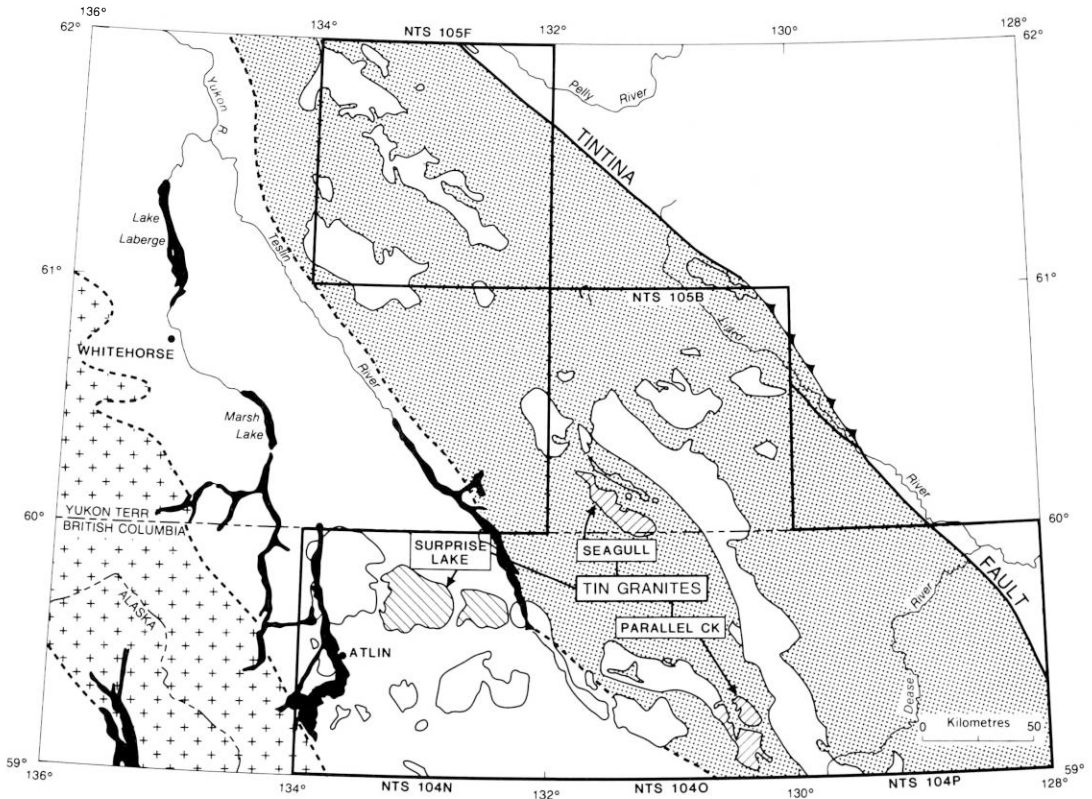 136°
62°
134°
NTS 105F
132°
130°
128°
62°
Yukon R
Pelly
River
TINTINA
Lake
Laberge
Teslin
61°
61°
NTS 105B
Liard
WHITEHORSE
River
Marsh
Lake
60°
YUKON TERR
BRITISH COLUMBIA
River
60°
SURPRISE
LAKE
SEAGULL
TIN GRANITES
PARALLEL CK
FAULT
River
ALASKA
ATLIN
Dease
Kilometres
0
50
59°
136°
134°
NTS 104N
132°
NTS 104O
130°
NTS 104P
128°
59°